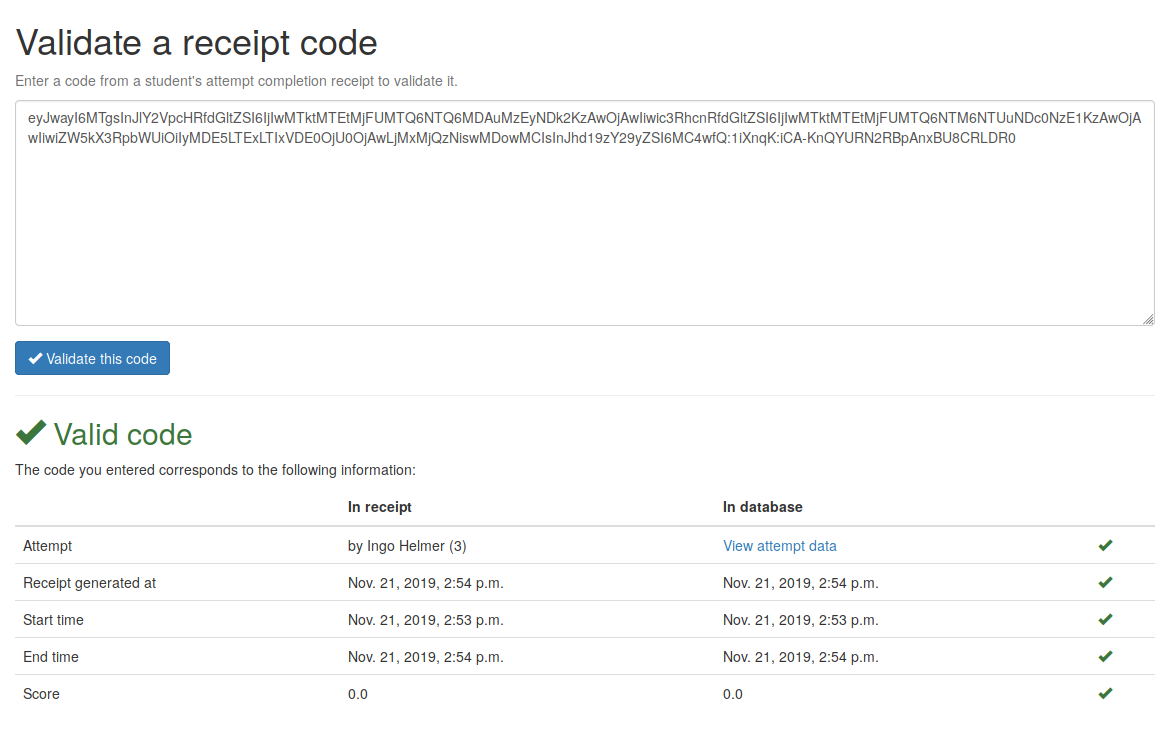 Validate a receipt code
Enter a code from a student's attempt completion receipt to validate it.
eyJwayI6MTgsInJlY2VpcHRfdGltZSI6IjIwMTktMTEtMjFUMTQ6NTQ6MDAuMzEyNDk2KzAwOjAwIiwic3RhcnRfdGltZSI6IjIwMTktMTEtMjFUMTQ6NTM6NTUuNDc0NzE1KzAwOjA
wIiwiZW5kX3RpbWUiOiIyMDE5LTExLTIxVDE0OjU0OjAwLjMxMjQzNiswMDowMCIsInJhd19zY29yZSI6MC4wfQ:1iXnqK:iCA-KnQYURN2RBpAnxBU8CRLDR0
Validate this code
Valid code
The code you entered corresponds to the following information:
In receipt In database
Attempt by Ingo Helmer (3) View attempt data
Receipt generated at Nov. 21, 2019, 2:54 p.m. Nov. 21, 2019, 2:54 p.m.
Start time Nov. 21, 2019, 2:53 p.m. Nov. 21, 2019, 2:53 p.m.
End time Nov. 21, 2019, 2:54 p.m. Nov. 21, 2019, 2:54 p.m.
Score 0.0 0.0